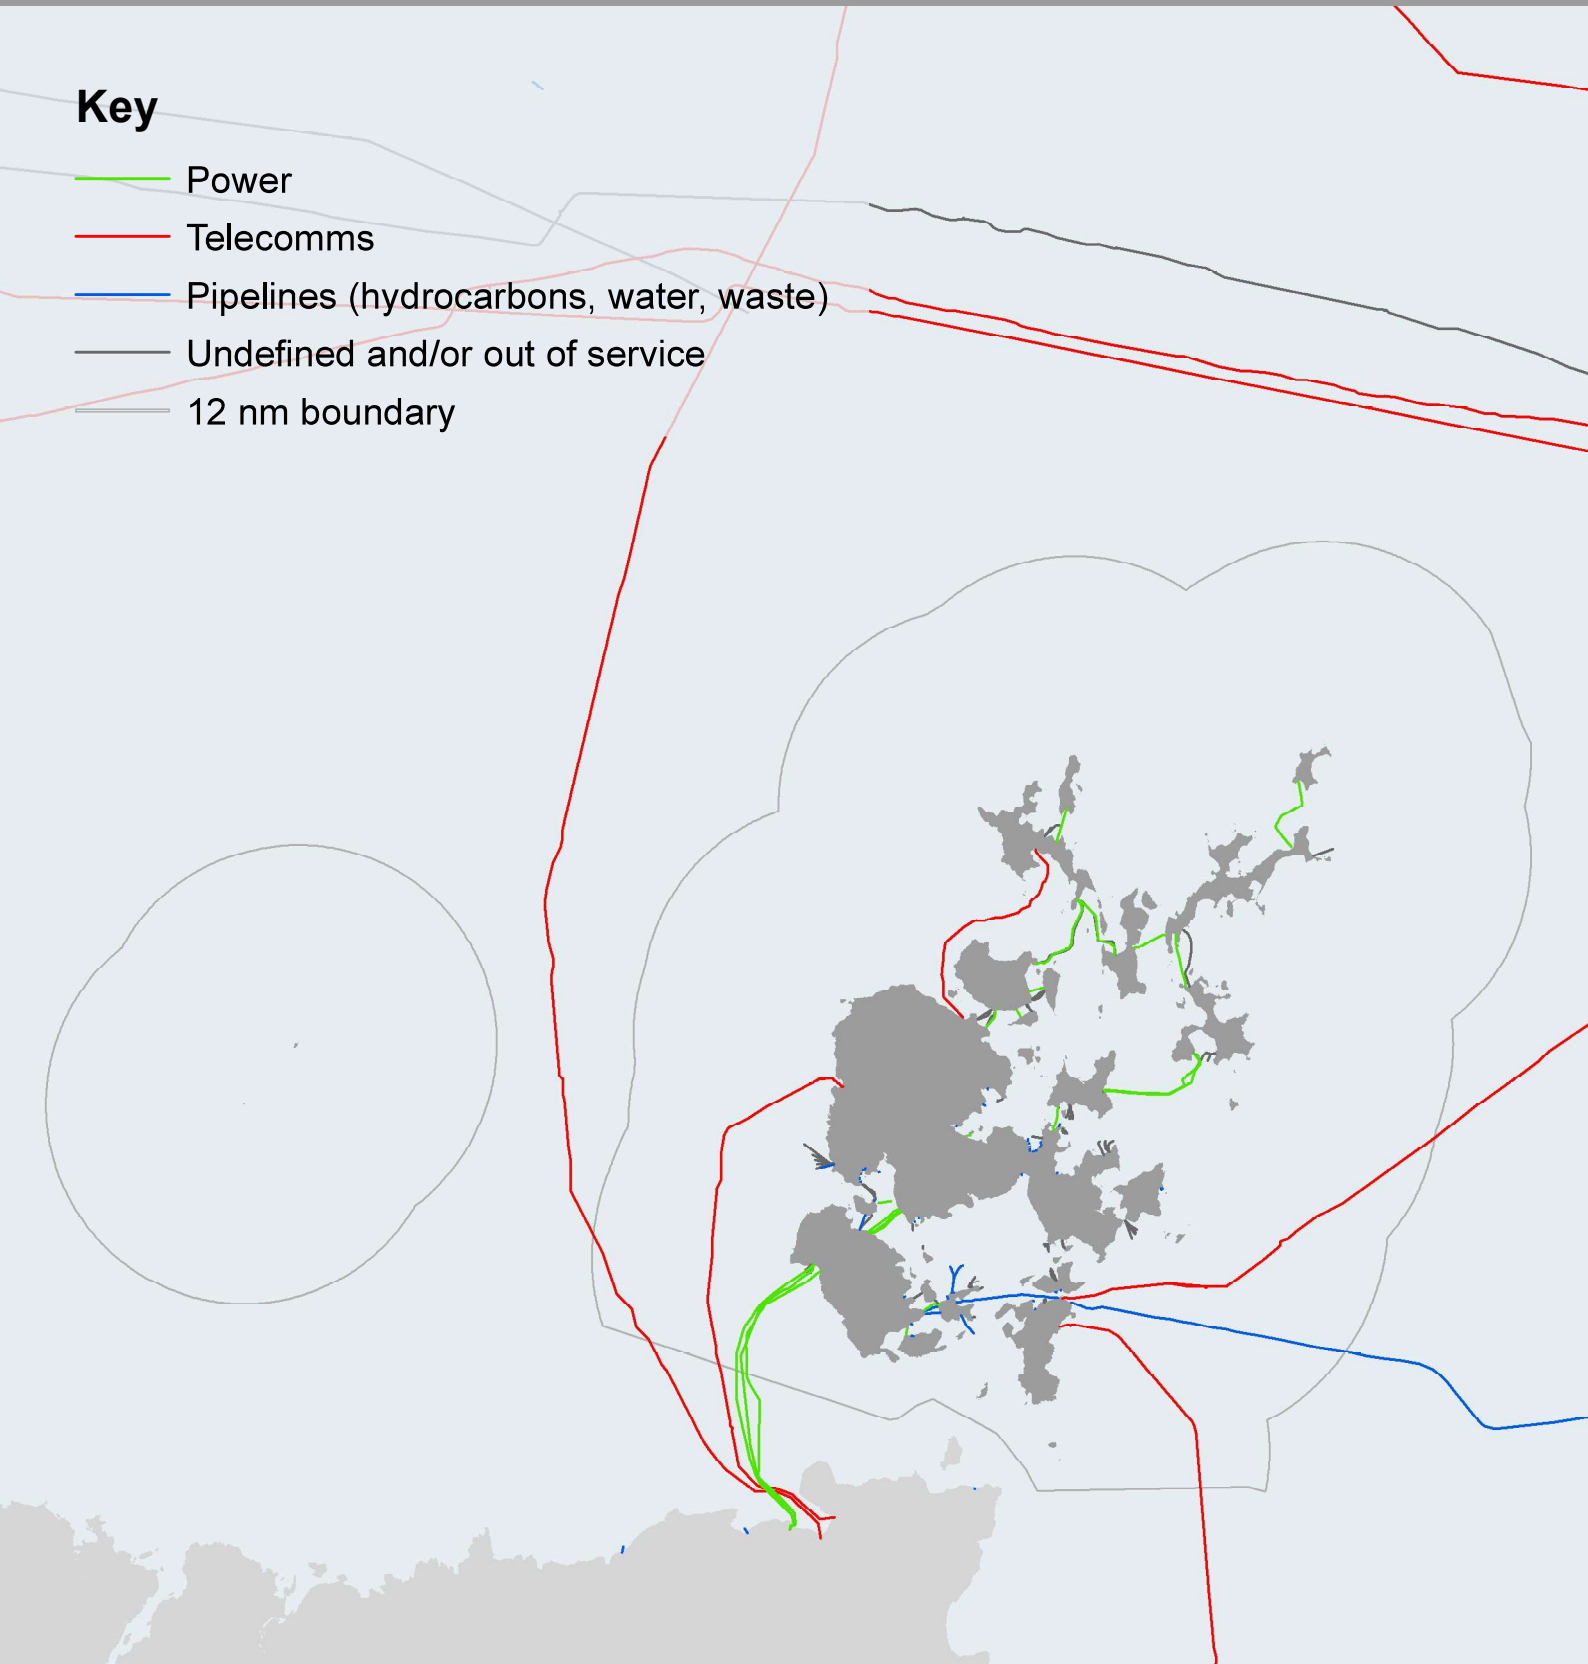 Key
Power
Telecomms
Pipelines (hydrocarbons, water, waste)
Undefined and/or out of service
12 nm boundary